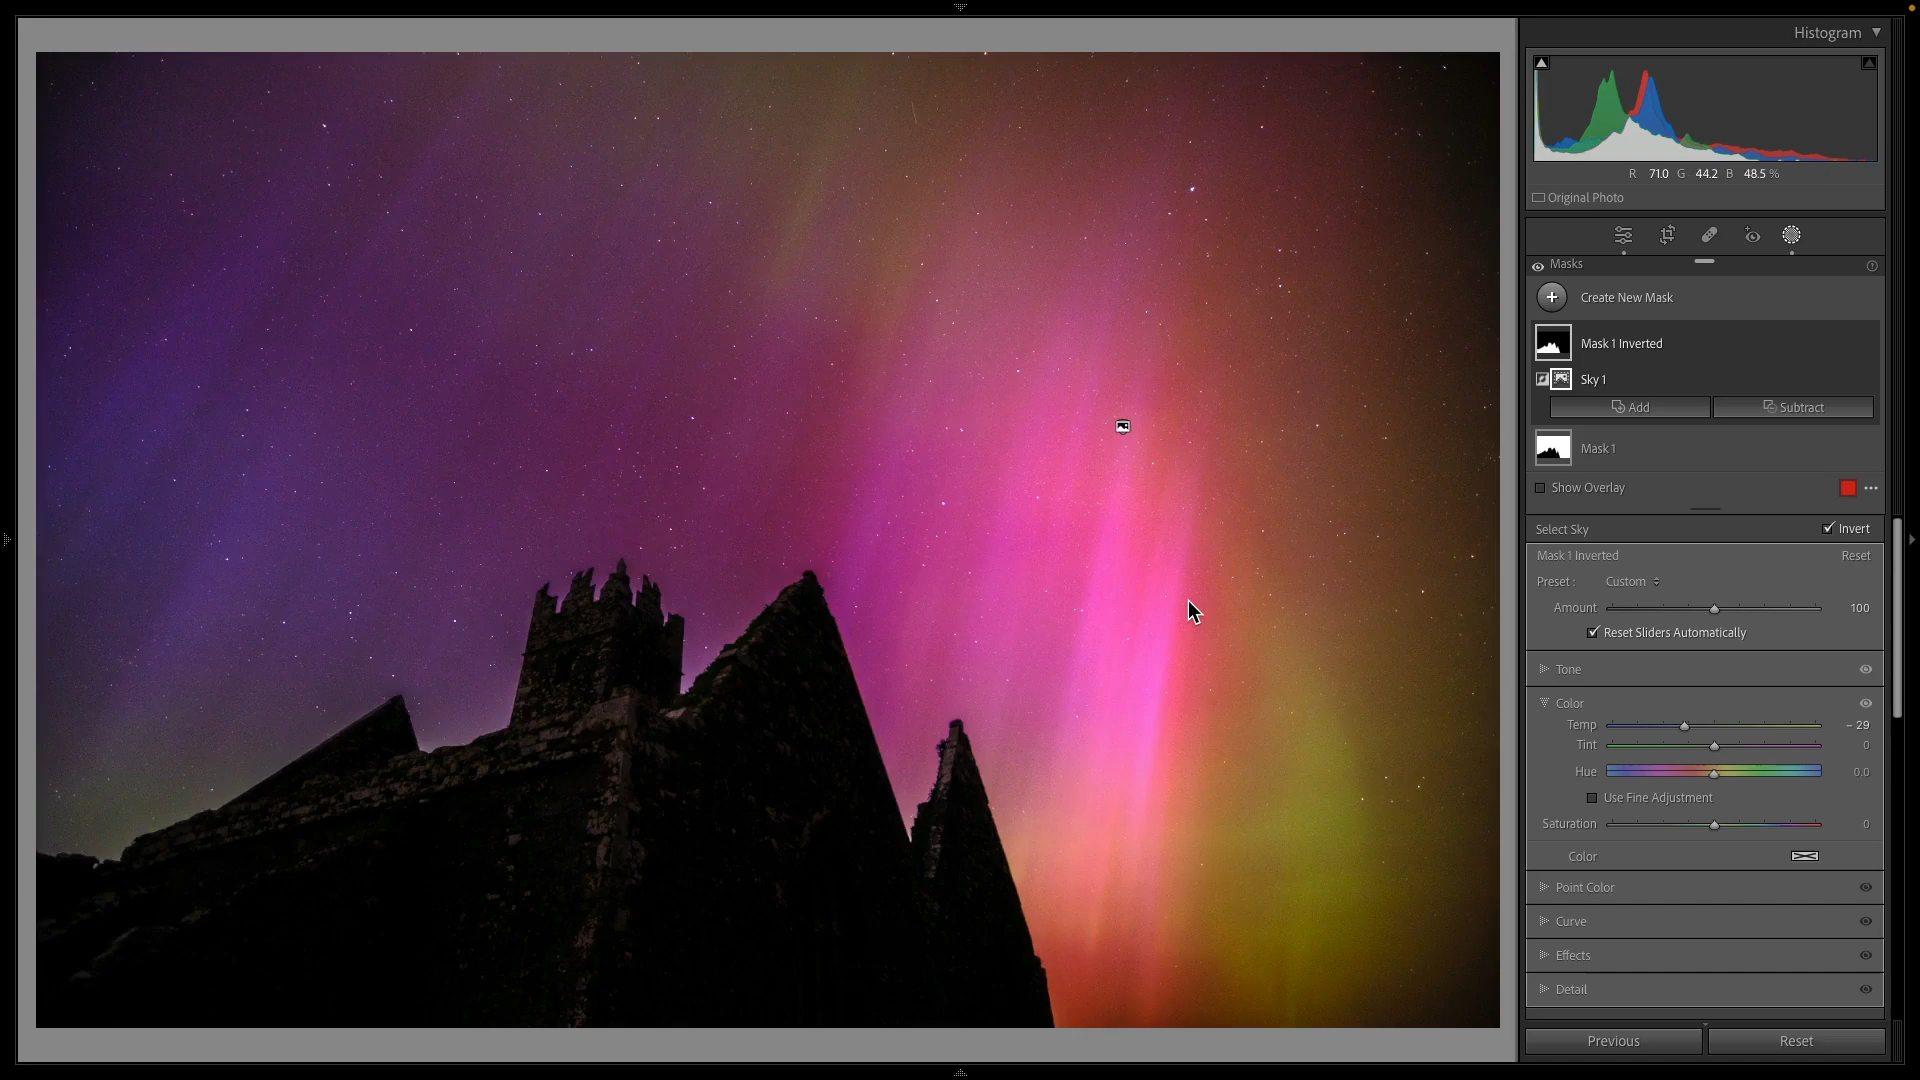 Histogram
R 71.0 G 44.2 B 48.5 %
Original Photo
Masks
Create New Mask
Mask 1 Inverted
Sky 1
Add Subtract
Mask 1
Show Overlay
Select Sky Invert
Mask 1 Inverted Reset
Preset : Custom
Amount 100
Reset Sliders Automatically
Tone
Color
Temp – 29
Tint 0
Hue 0.0
Use Fine Adjustment
Saturation 0
Color
Point Color
Curve
Effects
Detail
Previous Reset